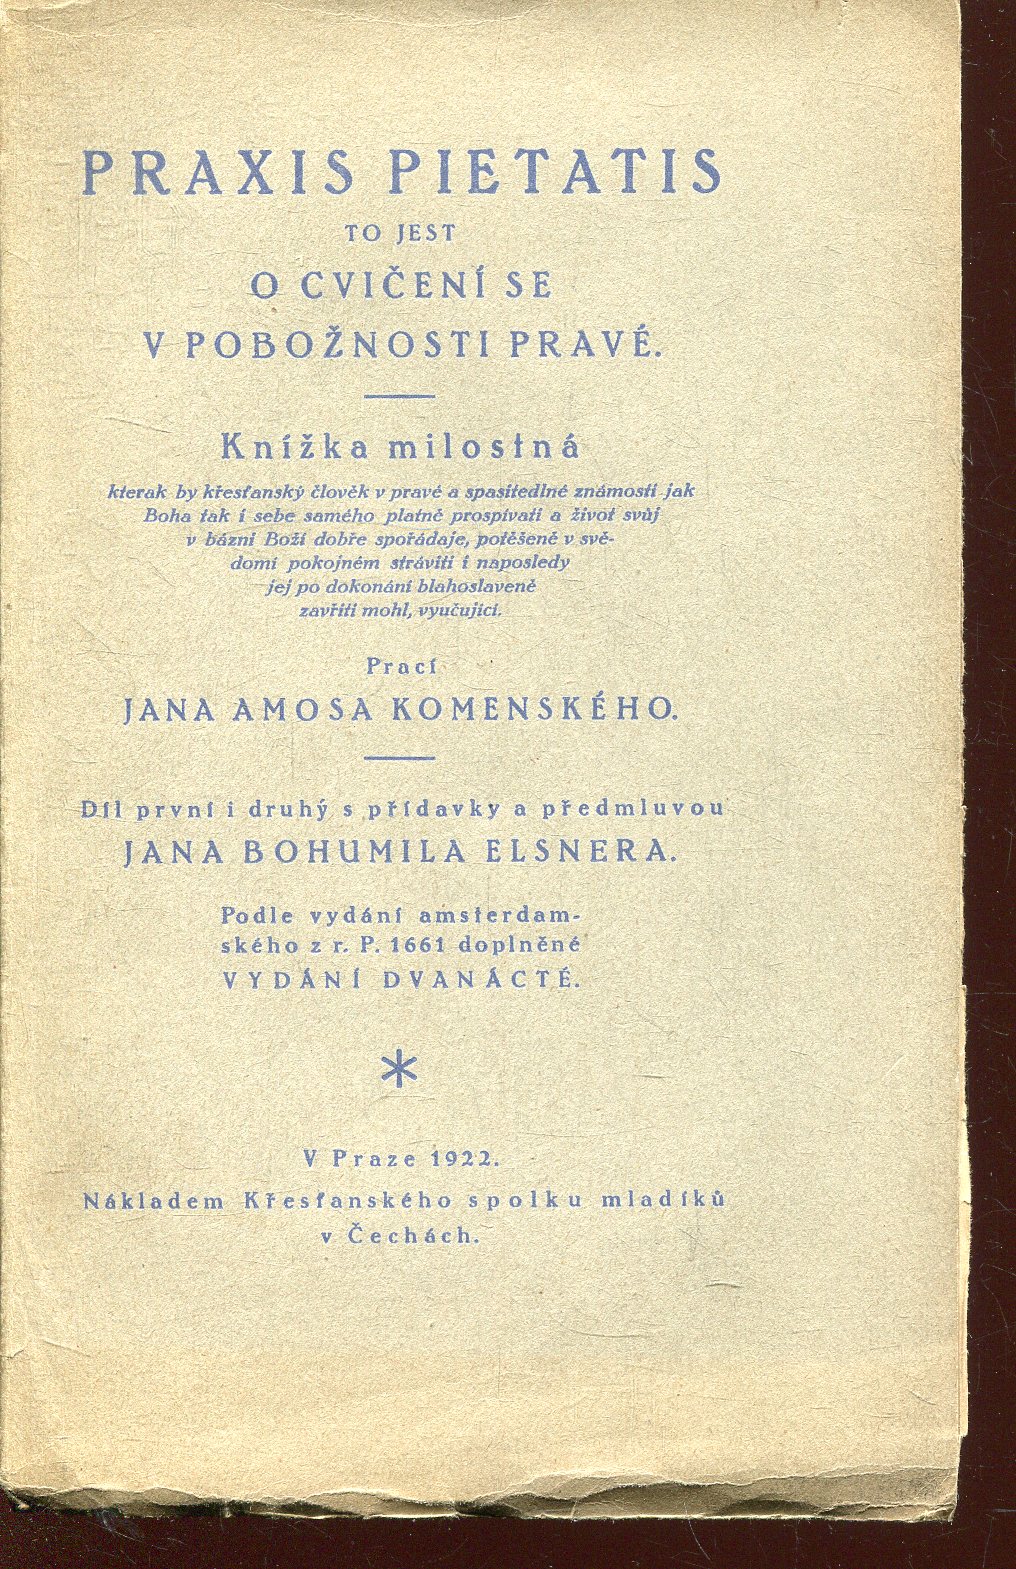 PRAXIS PIETATIS
TO JEST
O CVIČENÍ SE
V POBOŽNOSTI PRAVÉ.
Knížka milostná
kterak by křesťanský člověk v pravé a spasitedlné známosti jak
Boha tak i sebe samého platně prospívati a život svůj
v bázni Boží dobře spořádaje, potěšeně v svě-
domí pokojném stráviti i naposledy
jej po dokonání blahoslaveně
zavříti mohl, vyučující.
Prací
JANA AMOSA KOMENSKÉHO.
Díl první i druhý s přídavky a předmluvou
JANA BOHUMILA ELSNERA.
Podle vydání amsterdam-
ského z r. P. 1661 doplněné
VYDÁNÍ DVANÁCTÉ.
*
V Praze 1922.
Nákladem Křesťanského spolku mladíků
v Čechách.